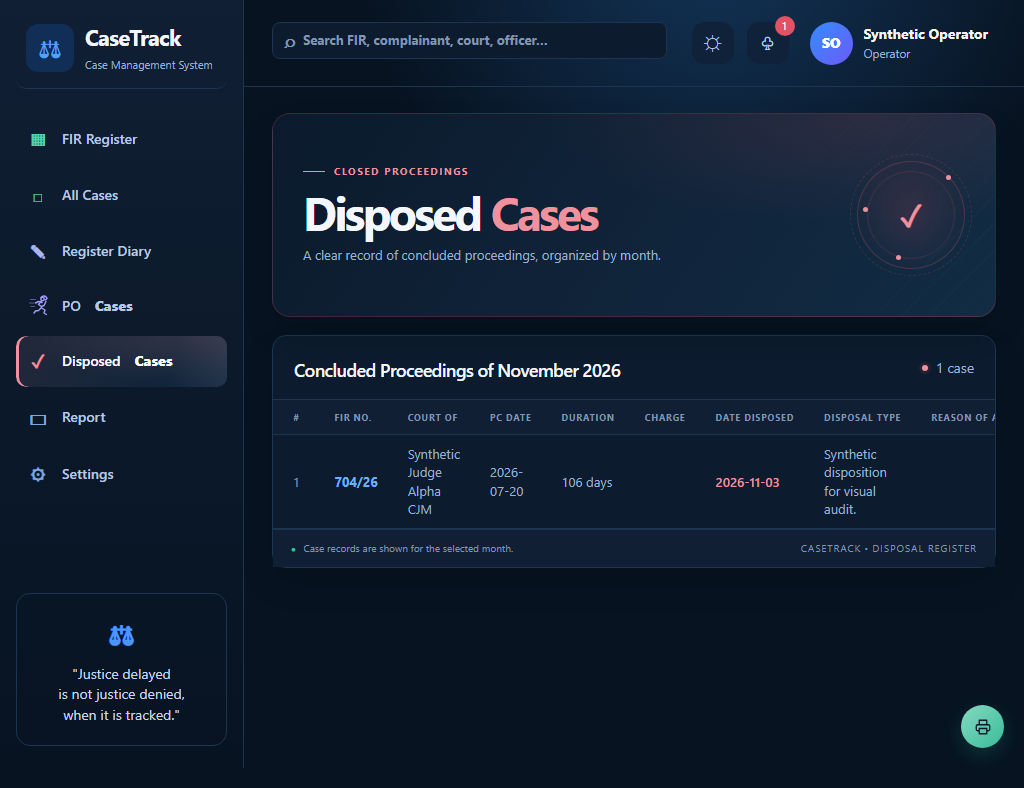 CaseTrack
Case Management System
Search FIR, complainant, court, officer...
1
SO
Synthetic Operator
Operator
FIR Register
All Cases
Register Diary
PO Cases
Disposed Cases
Report
Settings
"Justice delayed
is not justice denied,
when it is tracked."
CLOSED PROCEEDINGS
Disposed Cases
A clear record of concluded proceedings, organized by month.
Concluded Proceedings of November 2026
1 case
# FIR NO. COURT OF PC DATE DURATION CHARGE DATE DISPOSED DISPOSAL TYPE REASON OF
1 704/26 Synthetic Judge Alpha CJM 2026-07-20 106 days 2026-11-03 Synthetic disposition for visual audit.
Case records are shown for the selected month.
CASETRACK • DISPOSAL REGISTER